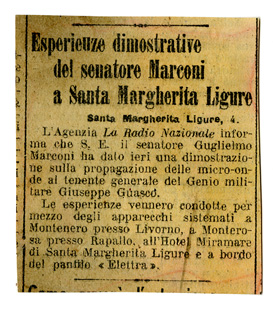 Esperienze dimostrative
del senatore Marconi
a Santa Margherita Ligure
Santa Margherita Ligure, 4.
L'Agenzia La Radio Nazionale infor-
ma che S. E. il senatore Guglielmo
Marconi ha dato ieri una dimostrazio-
ne sulla propagazione delle micro-on-
de al tenente generale del Genio mili-
tare Giuseppe Guasco.
Le esperienze vennero condotte per
mezzo degli apparecchi sistemati a
Montenero presso Livorno, a Montero-
sa presso Rapallo, all'Hotel Miramare
di Santa Margherita Ligure e a bordo
del panfilo « Elettra ».